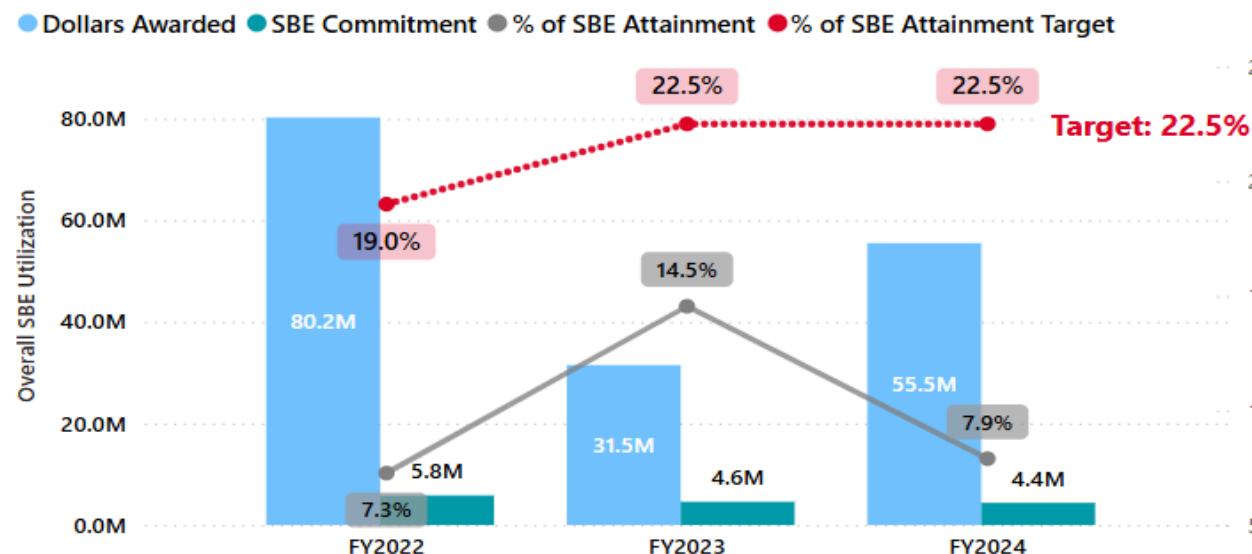 Dollars Awarded SBE Commitment % of SBE Attainment % of SBE Attainment Target
22.5% 22.5%
80.0M
Target: 22.5%
60.0M
19.0%
14.5%
40.0M
80.2M
55.5M
20.0M
31.5M
7.9%
5.8M
4.6M
4.4M
7.3%
0.0M
Overall SBE Utilization
FY2022 FY2023 FY2024